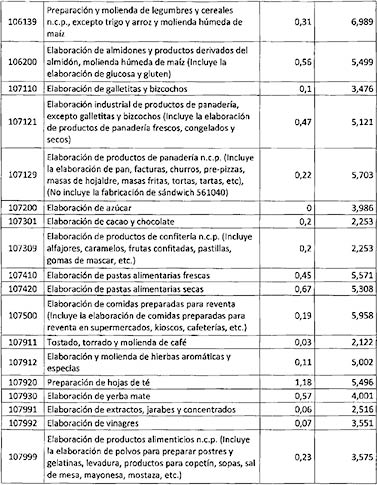 Preparación y molienda de legumbres y cereales
106139 n.c.p., excepto trigo y arroz y molienda húmeda de 0,31 6,989
maíz
Elaboración de almidones y productos derivados del
106200 almidón, molienda húmeda de maíz (Incluye la 0,56 5,499
elaboración de glucosa y gluten)
107110 Elaboración de galletitas y bizcochos 0,1 3,476
Elaboración industrial de productos de panadería,
excepto galletitas y bizcochos (Incluye la elaboración
107121 de productos de panadería frescos, congelados y 0,47 5,121
secos)
Elaboración de productos de panadería n.c.p. (Incluye
la elaboración de pan, facturas, churros, pre-pizzas,
107129 masas de hojaldre, masas fritas, tortas, tartas, etc), 0,22 5,703
(No incluye la fabricación de sándwich 561040)
107200 Elaboración de azúcar 0 3,986
107301 Elaboración de cacao y chocolate 0,2 2,253
Elaboración de productos de confitería n.c.p. (Incluye
107309 alfajores, caramelos, frutas confitadas, pastillas, 0,2 2,253
gomas de mascar, etc.)
107410 Elaboración de pastas alimentarias frescas 0,45 5,571
107420 Elaboración de pastas alimentarias secas 0,67 5,308
Elaboración de comidas preparadas para reventa
107500 (Incluye la elaboración de comidas preparadas para 0,19 5,958
reventa en supermercados, kioscos, cafeterías, etc.)
107911 Tostado, torrado y molienda de café 0,03 2,122
107912 Elaboración y molienda de hierbas aromáticas y 0,11 5,002
especias
107920 Preparación de hojas de té 1,18 5,496
107930 Elaboración de yerba mate 0,57 4,001
107991 Elaboración de extractos, jarabes y concentrados 0,06 2,516
107992 Elaboración de vinagres 0,07 3,551
Elaboración de productos alimenticios n.c.p. (Incluye
la elaboración de polvos para preparar postres y
107999 gelatinas, levadura, productos para copetín, sopas, sal 0,23 3,575
de mesa, mayonesa, mostaza, etc.)